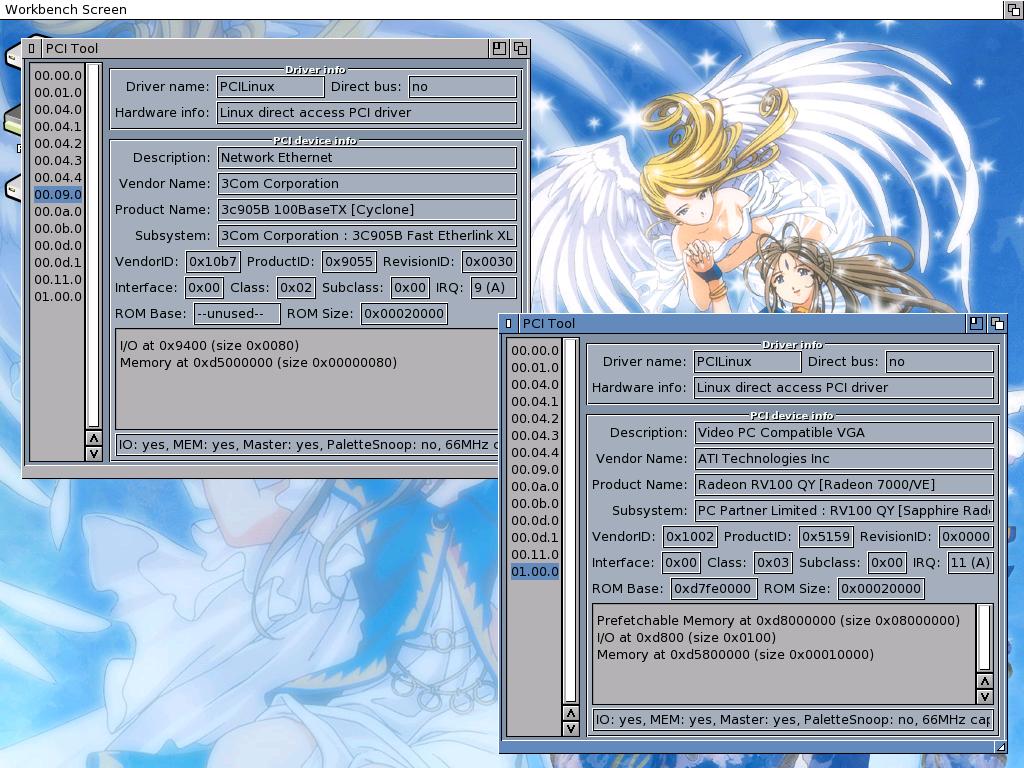 Workbench Screen
PCI Tool
00.00.0
00.01.0
00.04.0
00.04.1
00.04.2
00.04.3
00.04.4
00.09.0
00.0a.0
00.0b.0
00.0d.0
00.0d.1
00.11.0
01.00.0
Driver info
Driver name: PCILinux Direct bus: no
Hardware info: Linux direct access PCI driver
PCI device info
Description: Network Ethernet
Vendor Name: 3Com Corporation
Product Name: 3c905B 100BaseTX [Cyclone]
Subsystem: 3Com Corporation : 3C905B Fast Etherlink XL
VendorID: 0x10b7 ProductID: 0x9055 RevisionID: 0x0030
Interface: 0x00 Class: 0x02 Subclass: 0x00 IRQ: 9 (A)
ROM Base: --unused-- ROM Size: 0x00020000
I/O at 0x9400 (size 0x0080)
Memory at 0xd5000000 (size 0x00000080)
IO: yes, MEM: yes, Master: yes, PaletteSnoop: no, 66MHz c
PCI Tool
00.00.0
00.01.0
00.04.0
00.04.1
00.04.2
00.04.3
00.04.4
00.09.0
00.0a.0
00.0b.0
00.0d.0
00.0d.1
00.11.0
01.00.0
Driver info
Driver name: PCILinux Direct bus: no
Hardware info: Linux direct access PCI driver
PCI device info
Description: Video PC Compatible VGA
Vendor Name: ATI Technologies Inc
Product Name: Radeon RV100 QY [Radeon 7000/VE]
Subsystem: PC Partner Limited : RV100 QY [Sapphire Rade
VendorID: 0x1002 ProductID: 0x5159 RevisionID: 0x0000
Interface: 0x00 Class: 0x03 Subclass: 0x00 IRQ: 11 (A)
ROM Base: 0xd7fe0000 ROM Size: 0x00020000
Prefetchable Memory at 0xd8000000 (size 0x08000000)
I/O at 0xd800 (size 0x0100)
Memory at 0xd5800000 (size 0x00010000)
IO: yes, MEM: yes, Master: yes, PaletteSnoop: no, 66MHz cap